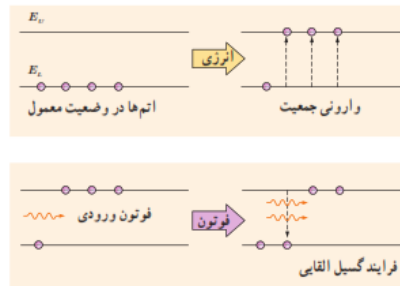 E_U
E_L
انرژی
اتم‌ها در وضعیت معمول
وارونی جمعیت
فوتون ورودی
فوتون
فرایند گسیل القایی